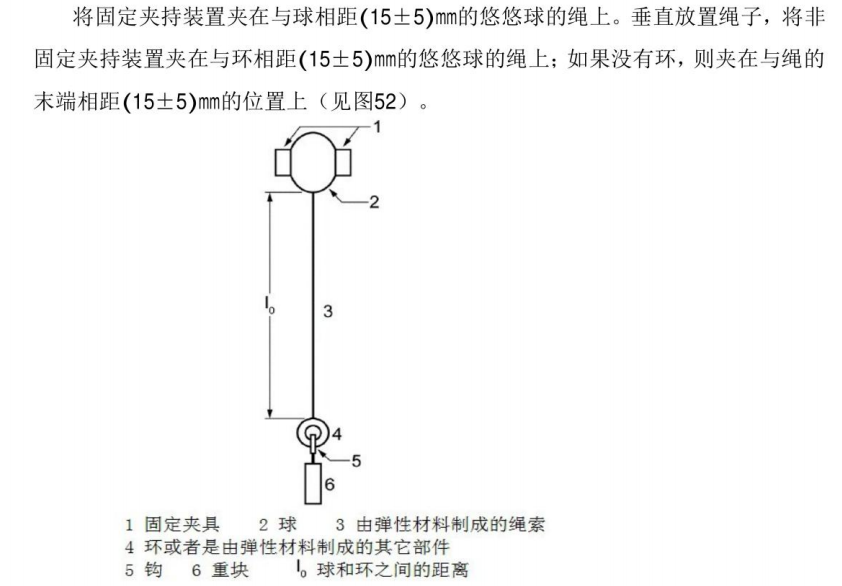 将固定夹持装置夹在与球相距(15±5)mm的悠悠球的绳上。垂直放置绳子，将非
固定夹持装置夹在与环相距(15±5)mm的悠悠球的绳上；如果没有环，则夹在与绳的
末端相距(15±5)mm的位置上（见图52）。
1
2
l₀
3
4
5
6
1 固定夹具 2 球 3 由弹性材料制成的绳索
4 环或者是由弹性材料制成的其它部件
5 钩 6 重块 l₀ 球和环之间的距离